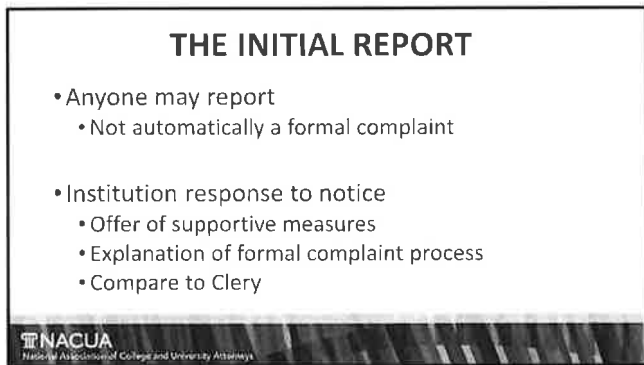 THE INITIAL REPORT
•Anyone may report
•Not automatically a formal complaint
•Institution response to notice
•Offer of supportive measures
•Explanation of formal complaint process
•Compare to Clery
NACUA
National Association of College and University Attorneys